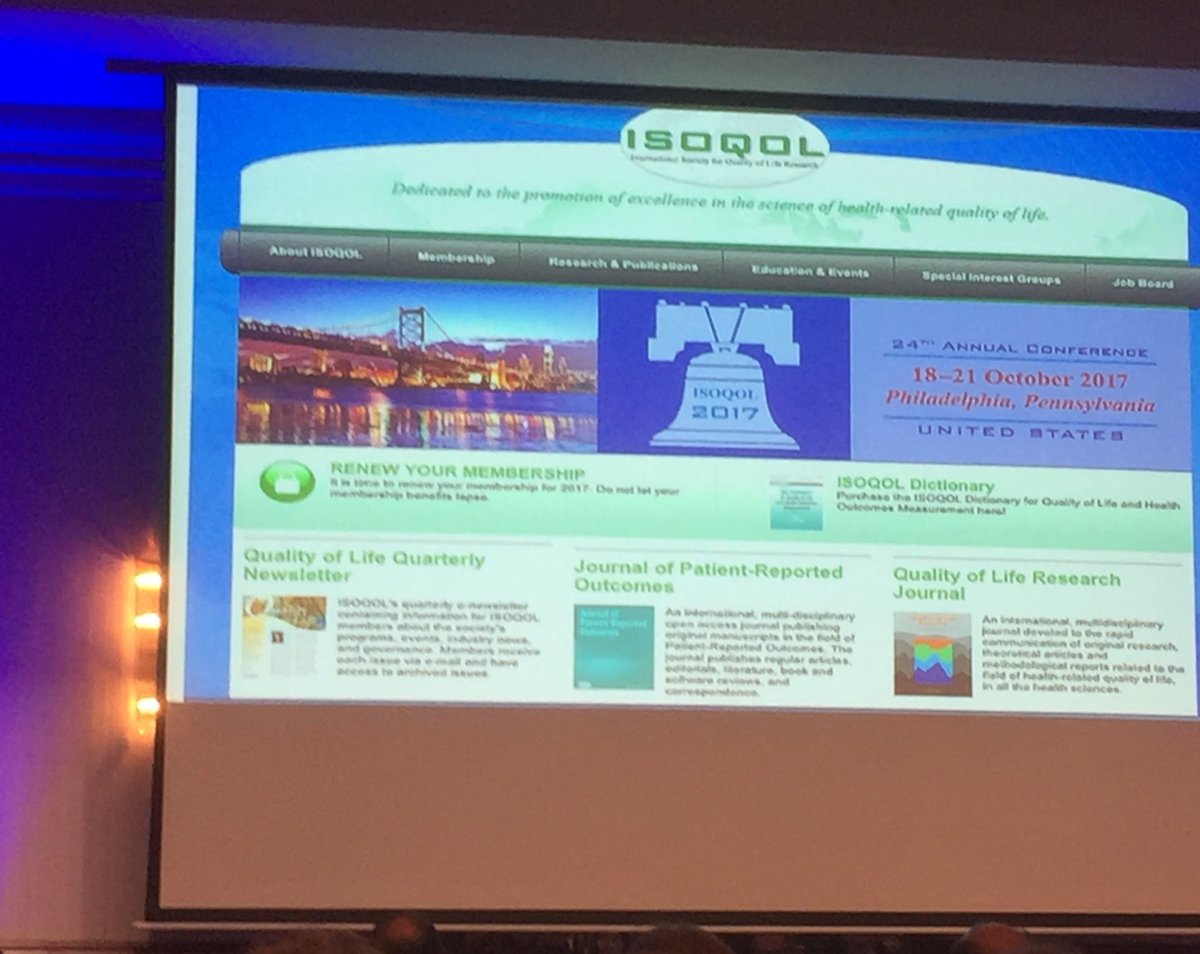 ISOQOL
International Society for Quality of Life Research
Dedicated to the promotion of excellence in the science of health-related quality of life.
About ISOQOL
Membership
Research & Publications
Education & Events
Special Interest Groups
Job Board
ISOQOL
2017
24TH ANNUAL CONFERENCE
18–21 October 2017
Philadelphia, Pennsylvania
UNITED STATES
RENEW YOUR MEMBERSHIP
It is time to renew your membership for 2017. Do not let your
membership benefits lapse.
ISOQOL Dictionary
Purchase the ISOQOL Dictionary for Quality of Life and Health
Outcomes Measurement here!
Quality of Life Quarterly
Newsletter
ISOQOL's quarterly e-newsletter
containing information for ISOQOL
members about the society's
programs, events, industry news,
and governance. Members receive
each issue via e-mail and have
access to archived issues.
Journal of Patient-Reported
Outcomes
Journal of
Patient-Reported
Outcomes
An international, multi-disciplinary
open access journal publishing
original manuscripts in the field of
Patient-Reported Outcomes. The
journal publishes regular articles,
editorials, literature, book and
software reviews, and
correspondence.
Quality of Life Research
Journal
An international, multidisciplinary
journal devoted to the rapid
communication of original research,
theoretical articles and
methodological reports related to the
field of health-related quality of life,
in all the health sciences.